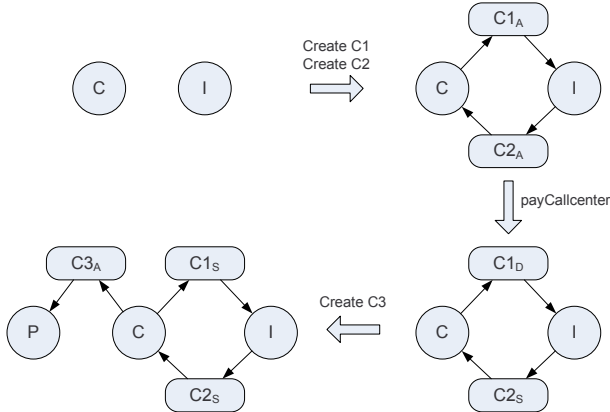 C
I
Create C1
Create C2
C1A
C
I
C2A
payCallcenter
C1D
C
I
C2S
Create C3
C3A
C1S
P
C
I
C2S